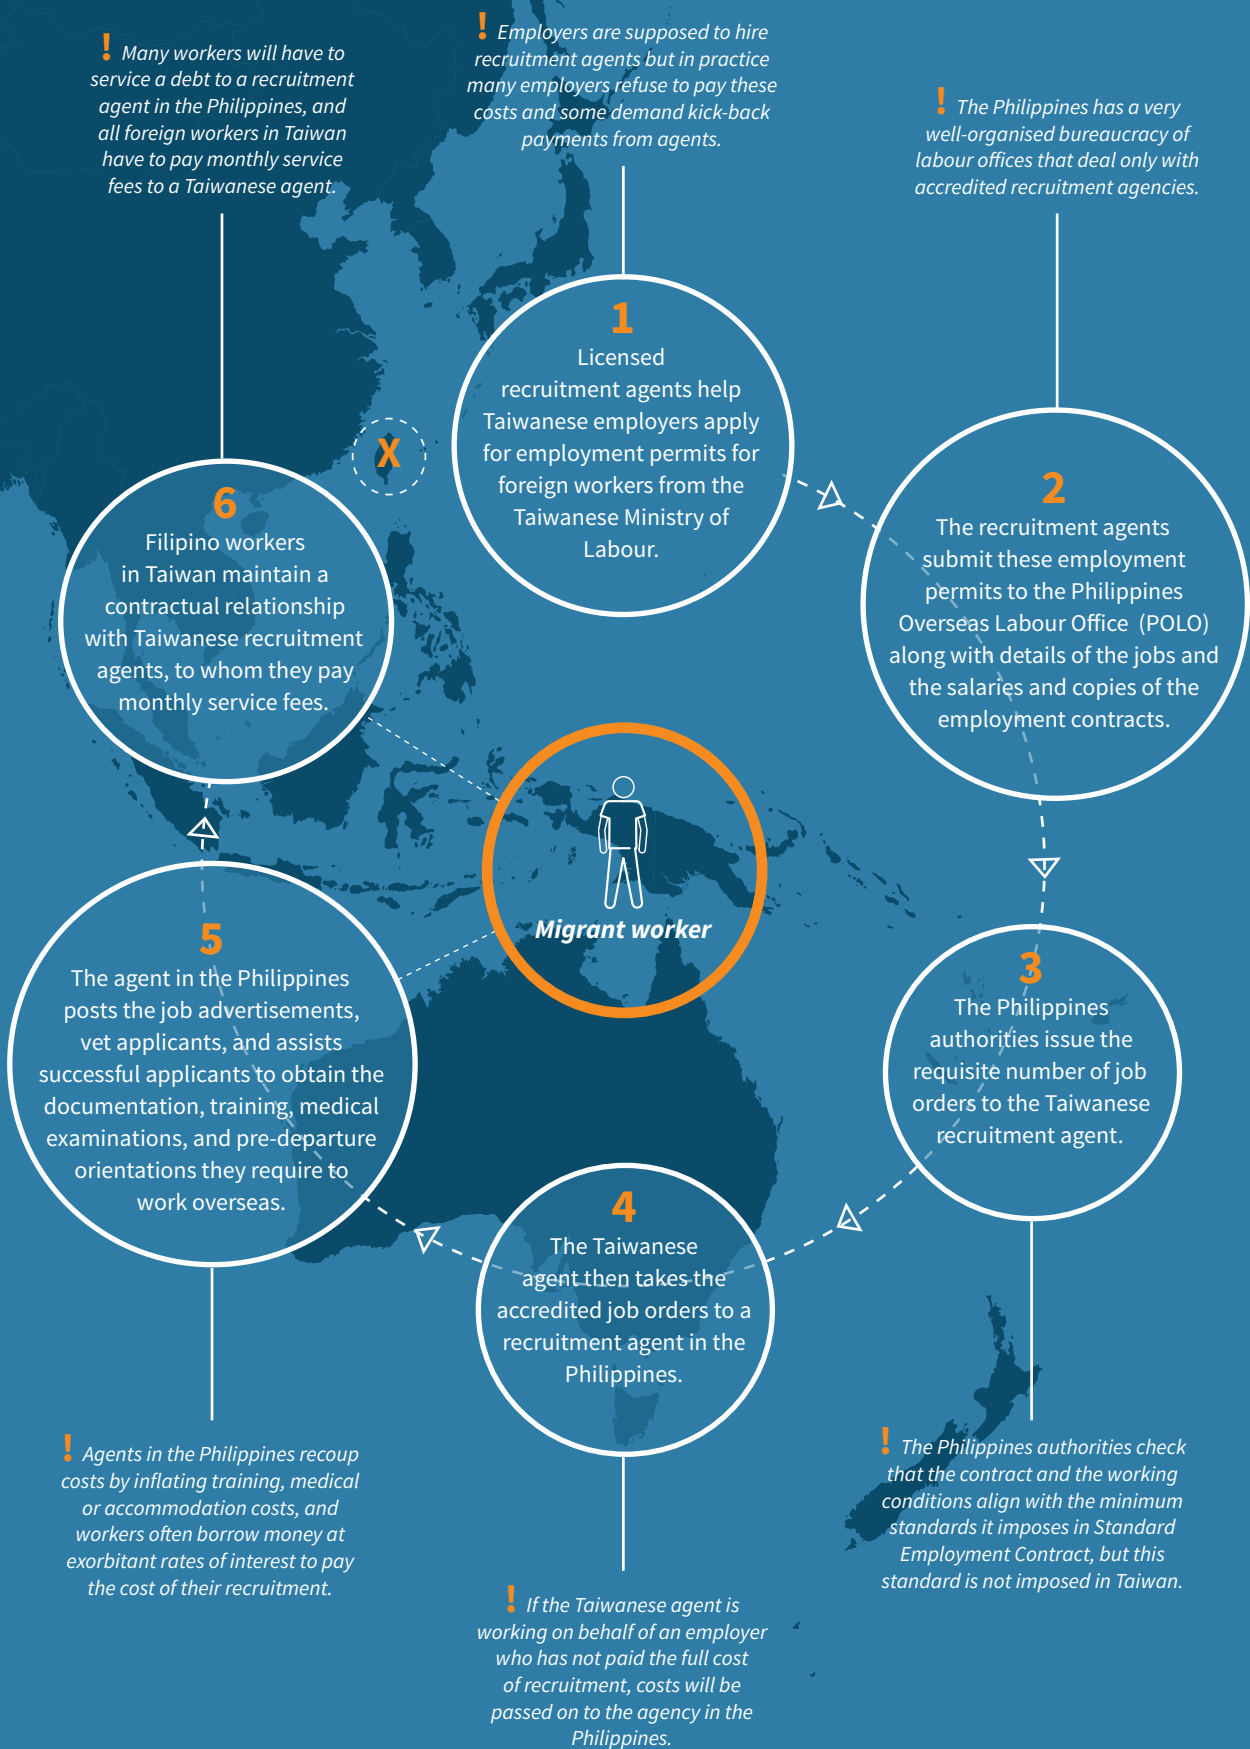 ! Many workers will have to
service a debt to a recruitment
agent in the Philippines, and
all foreign workers in Taiwan
have to pay monthly service
fees to a Taiwanese agent.
! Employers are supposed to hire
recruitment agents but in practice
many employers refuse to pay these
costs and some demand kick-back
payments from agents.
! The Philippines has a very
well-organised bureaucracy of
labour offices that deal only with
accredited recruitment agencies.
1
Licensed
recruitment agents help
Taiwanese employers apply
for employment permits for
foreign workers from the
Taiwanese Ministry of
Labour.
X
2
The recruitment agents
submit these employment
permits to the Philippines
Overseas Labour Office (POLO)
along with details of the jobs and
the salaries and copies of the
employment contracts.
6
Filipino workers
in Taiwan maintain a
contractual relationship
with Taiwanese recruitment
agents, to whom they pay
monthly service fees.
Migrant worker
3
The Philippines
authorities issue the
requisite number of job
orders to the Taiwanese
recruitment agent.
5
The agent in the Philippines
posts the job advertisements,
vet applicants, and assists
successful applicants to obtain the
documentation, training, medical
examinations, and pre-departure
orientations they require to
work overseas.
4
The Taiwanese
agent then takes the
accredited job orders to a
recruitment agent in the
Philippines.
! Agents in the Philippines recoup
costs by inflating training, medical
or accommodation costs, and
workers often borrow money at
exorbitant rates of interest to pay
the cost of their recruitment.
! The Philippines authorities check
that the contract and the working
conditions align with the minimum
standards it imposes in Standard
Employment Contract, but this
standard is not imposed in Taiwan.
! If the Taiwanese agent is
working on behalf of an employer
who has not paid the full cost
of recruitment, costs will be
passed on to the agency in the
Philippines.